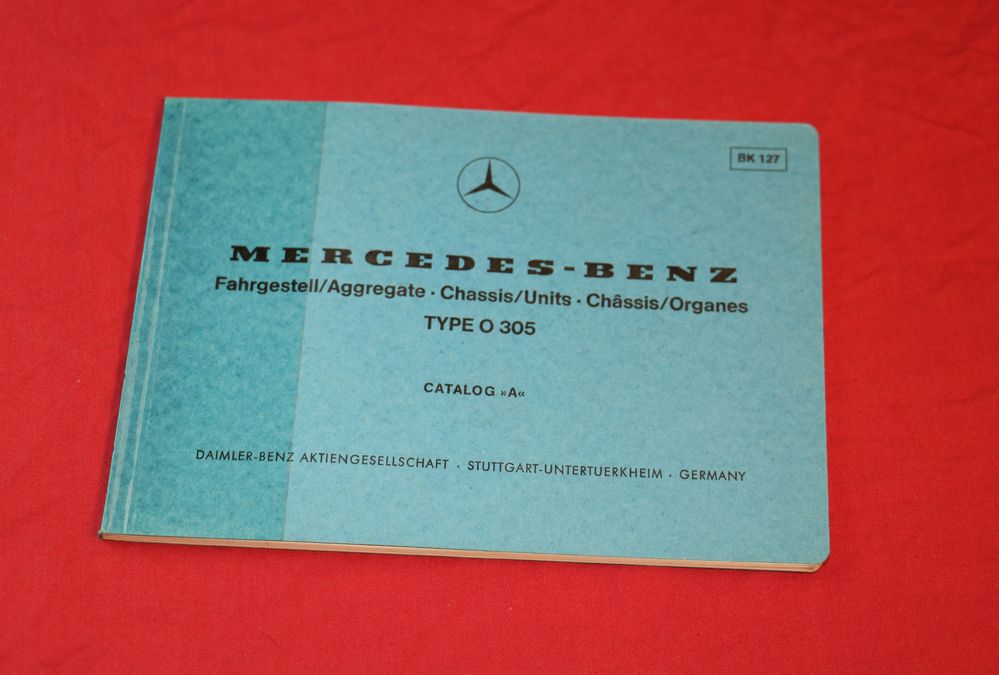 BK 127
MERCEDES-BENZ
Fahrgestell/Aggregate · Chassis/Units · Châssis/Organes
TYPE O 305
CATALOG »A«
DAIMLER-BENZ AKTIENGESELLSCHAFT · STUTTGART-UNTERTUERKHEIM · GERMANY